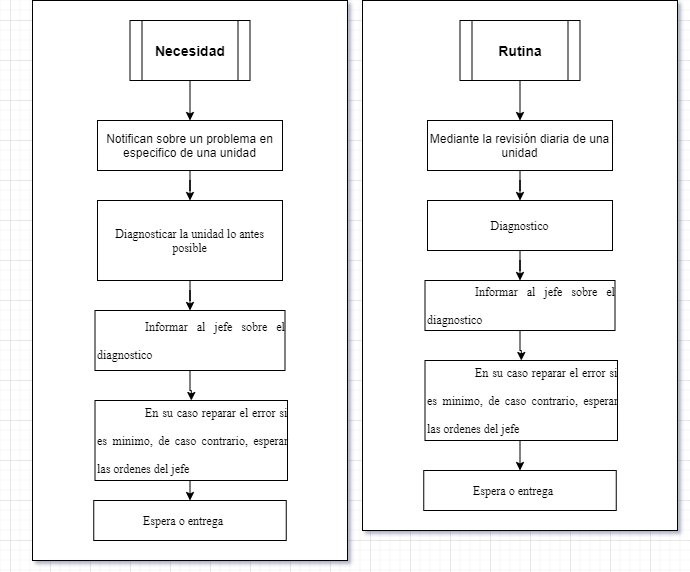 Necesidad
Notifican sobre un problema en
especifico de una unidad
Diagnosticar la unidad lo antes
posible
Informar al jefe sobre el
diagnostico
En su caso reparar el error si
es minimo, de caso contrario, esperar
las ordenes del jefe
Espera o entrega
Rutina
Mediante la revisión diaria de una
unidad
Diagnostico
Informar al jefe sobre el
diagnostico
En su caso reparar el error si
es minimo, de caso contrario, esperar
las ordenes del jefe
Espera o entrega